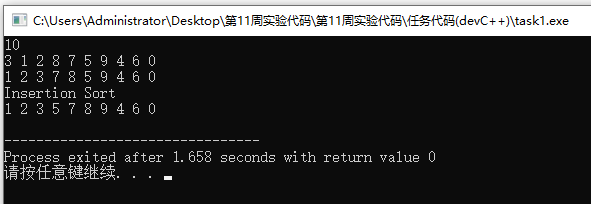 C:\Users\Administrator\Desktop\第11周实验代码\第11周实验代码\任务代码(devC++)\task1.exe
10
3 1 2 8 7 5 9 4 6 0
1 2 3 7 8 5 9 4 6 0
Insertion Sort
1 2 3 5 7 8 9 4 6 0
--------------------------------
Process exited after 1.658 seconds with return value 0
请按任意键继续. . .